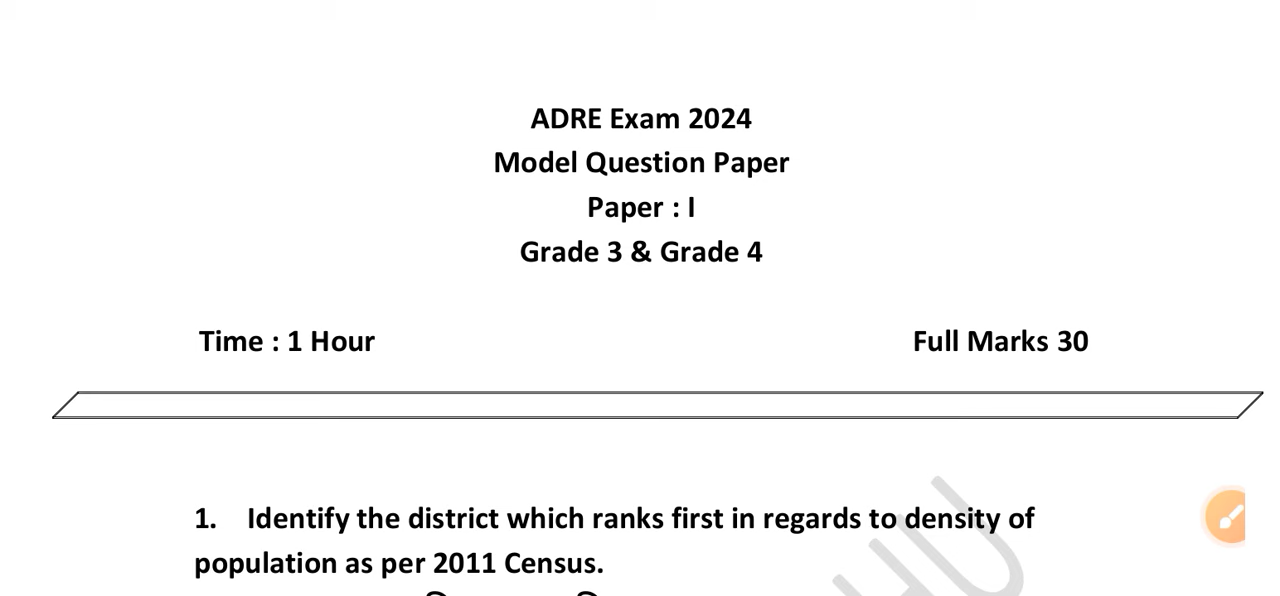 ADRE Exam 2024
Model Question Paper
Paper : I
Grade 3 & Grade 4
Time : 1 Hour Full Marks 30
1. Identify the district which ranks first in regards to density of
population as per 2011 Census.
HU